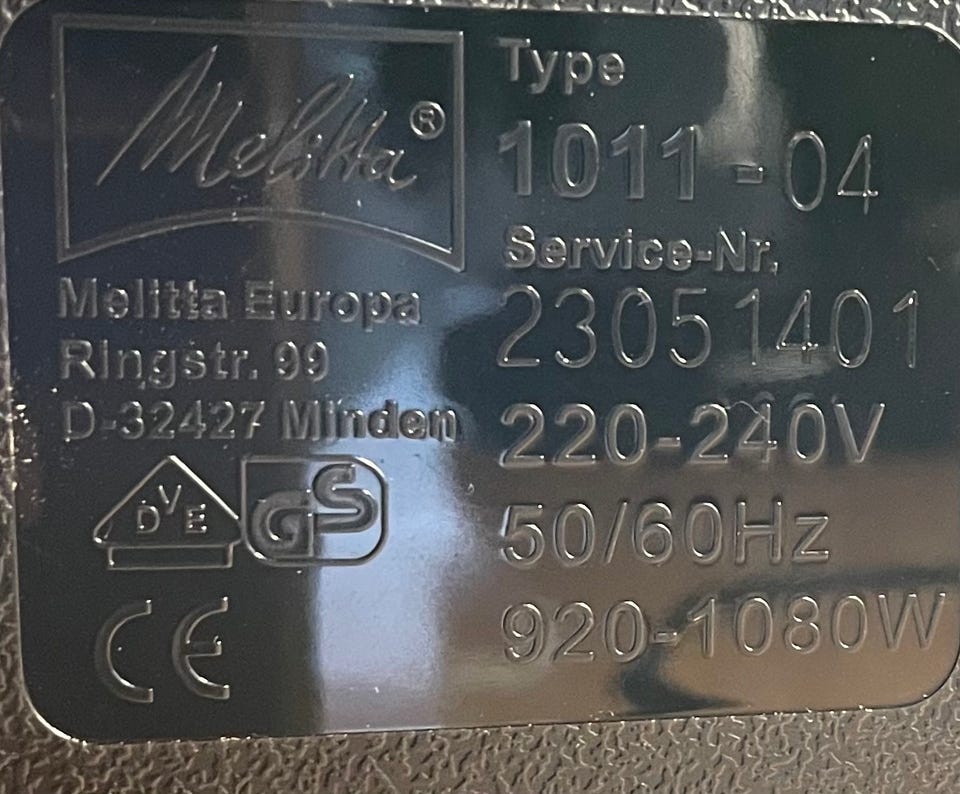 Melitta®
Melitta Europa
Ringstr. 99
D-32427 Minden
VDE
GS
CE
Type
1011-04
Service-Nr.
23051401
220-240V
50/60Hz
920-1080W